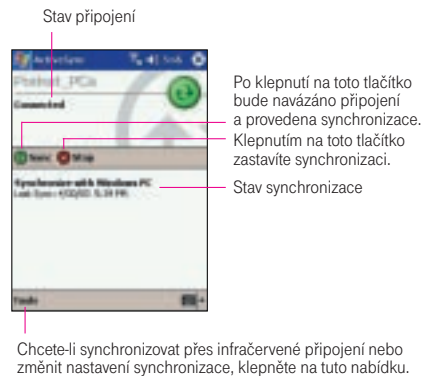 Stav připojení
ActiveSync
Pocket_PC
Connected
Po klepnutí na toto tlačítko
bude navázáno připojení
a provedena synchronizace.
Sync Stop
Klepnutím na toto tlačítko
zastavíte synchronizaci.
Synchronize with Windows PC
Stav synchronizace
Tools
Chcete-li synchronizovat přes infračervené připojení nebo
změnit nastavení synchronizace, klepněte na tuto nabídku.